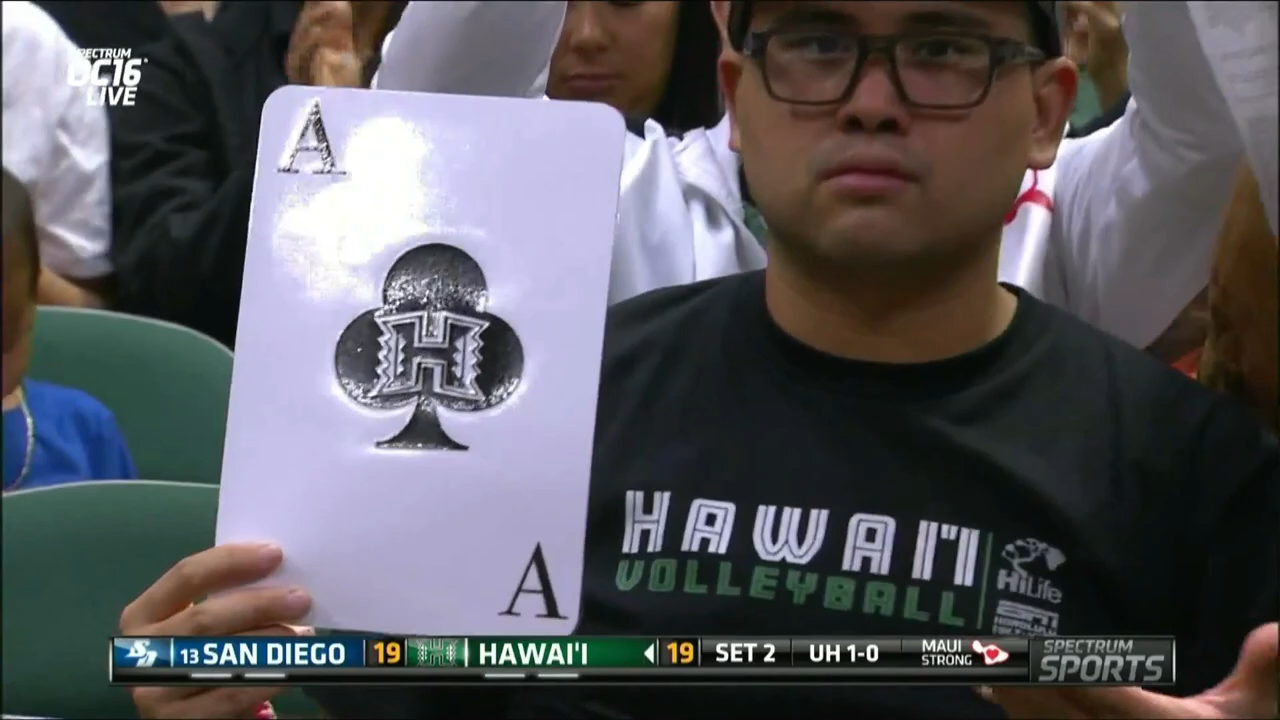 SPECTRUM
OC16
LIVE
A
H
A
HAWAI'I
VOLLEYBALL
HiLife
13 SAN DIEGO 19 H HAWAI'I 19 SET 2 UH 1-0 MAUI STRONG SPECTRUM SPORTS